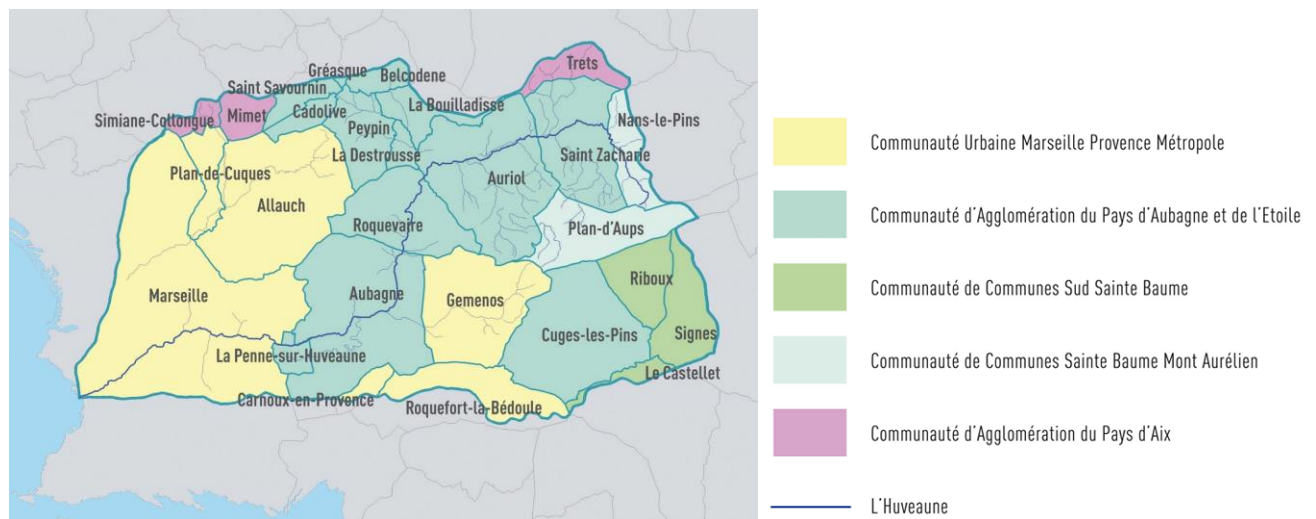 Trets
Gréasque
Belcodene
Saint Savournin
La Bouilladisse
Simiane-Collongue
Mimet
Cadolive
Nans-le-Pins
Peypin
La Destrousse
Saint Zacharie
Plan-de-Cuques
Auriol
Allauch
Roquevaire
Plan-d'Aups
Riboux
Marseille
Aubagne
Gemenos
Cuges-les-Pins
Signes
La Penne-sur-Huveaune
Le Castellet
Carnoux-en-Provence
Roquefort-la-Bédoule
Communauté Urbaine Marseille Provence Métropole
Communauté d'Agglomération du Pays d'Aubagne et de l'Etoile
Communauté de Communes Sud Sainte Baume
Communauté de Communes Sainte Baume Mont Aurélien
Communauté d'Agglomération du Pays d'Aix
L'Huveaune